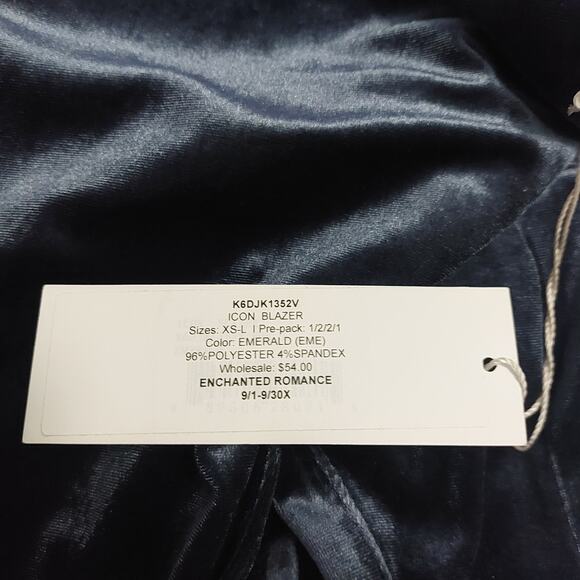 K6DJK1352V
ICON BLAZER
Sizes: XS-L I Pre-pack: 1/2/2/1
Color: EMERALD (EME)
96%POLYESTER 4%SPANDEX
Wholesale: $54.00
ENCHANTED ROMANCE
9/1-9/30X